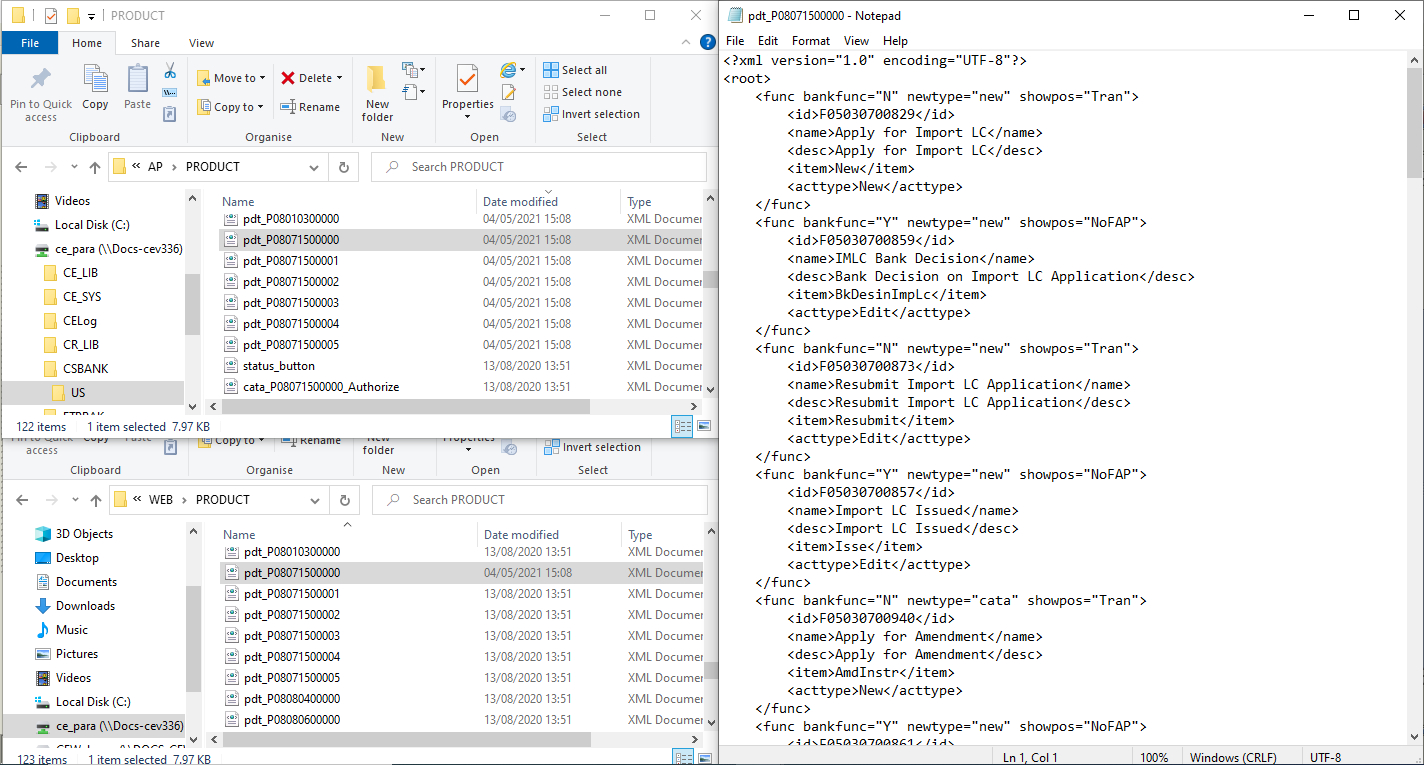 PRODUCT
File Home Share View
Pin to Quick access
Copy
Paste
Clipboard
Move to
Copy to
Delete
Rename
Organise
New folder
New
Properties
Open
Select all
Select none
Invert selection
Select
« AP › PRODUCT
Search PRODUCT
Videos
Local Disk (C:)
ce_para (\\Docs-cev336)
CE_LIB
CE_SYS
CELog
CR_LIB
CSBANK
US
Name Date modified Type
pdt_P08010300000 04/05/2021 15:08 XML Documen
pdt_P08071500000 04/05/2021 15:08 XML Documen
pdt_P08071500001 04/05/2021 15:08 XML Documen
pdt_P08071500002 04/05/2021 15:08 XML Documen
pdt_P08071500003 04/05/2021 15:08 XML Documen
pdt_P08071500004 04/05/2021 15:08 XML Documen
pdt_P08071500005 04/05/2021 15:08 XML Documen
status_button 13/08/2020 13:51 XML Documen
cata_P08071500000_Authorize 13/08/2020 13:51 XML Documen
122 items 1 item selected 7.97 KB
Pin to Quick access
Copy
Paste
Clipboard
Copy to
Rename
Organise
New folder
New
Properties
Open
Invert selection
Select
« WEB › PRODUCT
Search PRODUCT
3D Objects
Desktop
Documents
Downloads
Music
Pictures
Videos
Local Disk (C:)
ce_para (\\Docs-cev336)
Name Date modified Type
pdt_P08010300000 13/08/2020 13:51 XML Documen
pdt_P08071500000 04/05/2021 15:08 XML Documen
pdt_P08071500001 13/08/2020 13:51 XML Documen
pdt_P08071500002 13/08/2020 13:51 XML Documen
pdt_P08071500003 13/08/2020 13:51 XML Documen
pdt_P08071500004 13/08/2020 13:51 XML Documen
pdt_P08071500005 13/08/2020 13:51 XML Documen
pdt_P08080400000 13/08/2020 13:51 XML Documen
pdt_P08080600000 13/08/2020 13:51 XML Documen
123 items 1 item selected 7.97 KB
pdt_P08071500000 - Notepad
File Edit Format View Help
<?xml version="1.0" encoding="UTF-8"?>
<root>
<func bankfunc="N" newtype="new" showpos="Tran">
<id>F05030700829</id>
<name>Apply for Import LC</name>
<desc>Apply for Import LC</desc>
<item>New</item>
<acttype>New</acttype>
</func>
<func bankfunc="Y" newtype="new" showpos="NoFAP">
<id>F05030700859</id>
<name>IMLC Bank Decision</name>
<desc>Bank Decision on Import LC Application</desc>
<item>BkDesinImpLc</item>
<acttype>Edit</acttype>
</func>
<func bankfunc="N" newtype="new" showpos="Tran">
<id>F05030700873</id>
<name>Resubmit Import LC Application</name>
<desc>Resubmit Import LC Application</desc>
<item>Resubmit</item>
<acttype>Edit</acttype>
</func>
<func bankfunc="Y" newtype="new" showpos="NoFAP">
<id>F05030700857</id>
<name>Import LC Issued</name>
<desc>Import LC Issued</desc>
<item>Isse</item>
<acttype>Edit</acttype>
</func>
<func bankfunc="N" newtype="cata" showpos="Tran">
<id>F05030700940</id>
<name>Apply for Amendment</name>
<desc>Apply for Amendment</desc>
<item>AmdInstr</item>
<acttype>New</acttype>
</func>
<func bankfunc="Y" newtype="new" showpos="NoFAP">
<id>F05030700861</id>
Ln 1, Col 1 100% Windows (CRLF) UTF-8